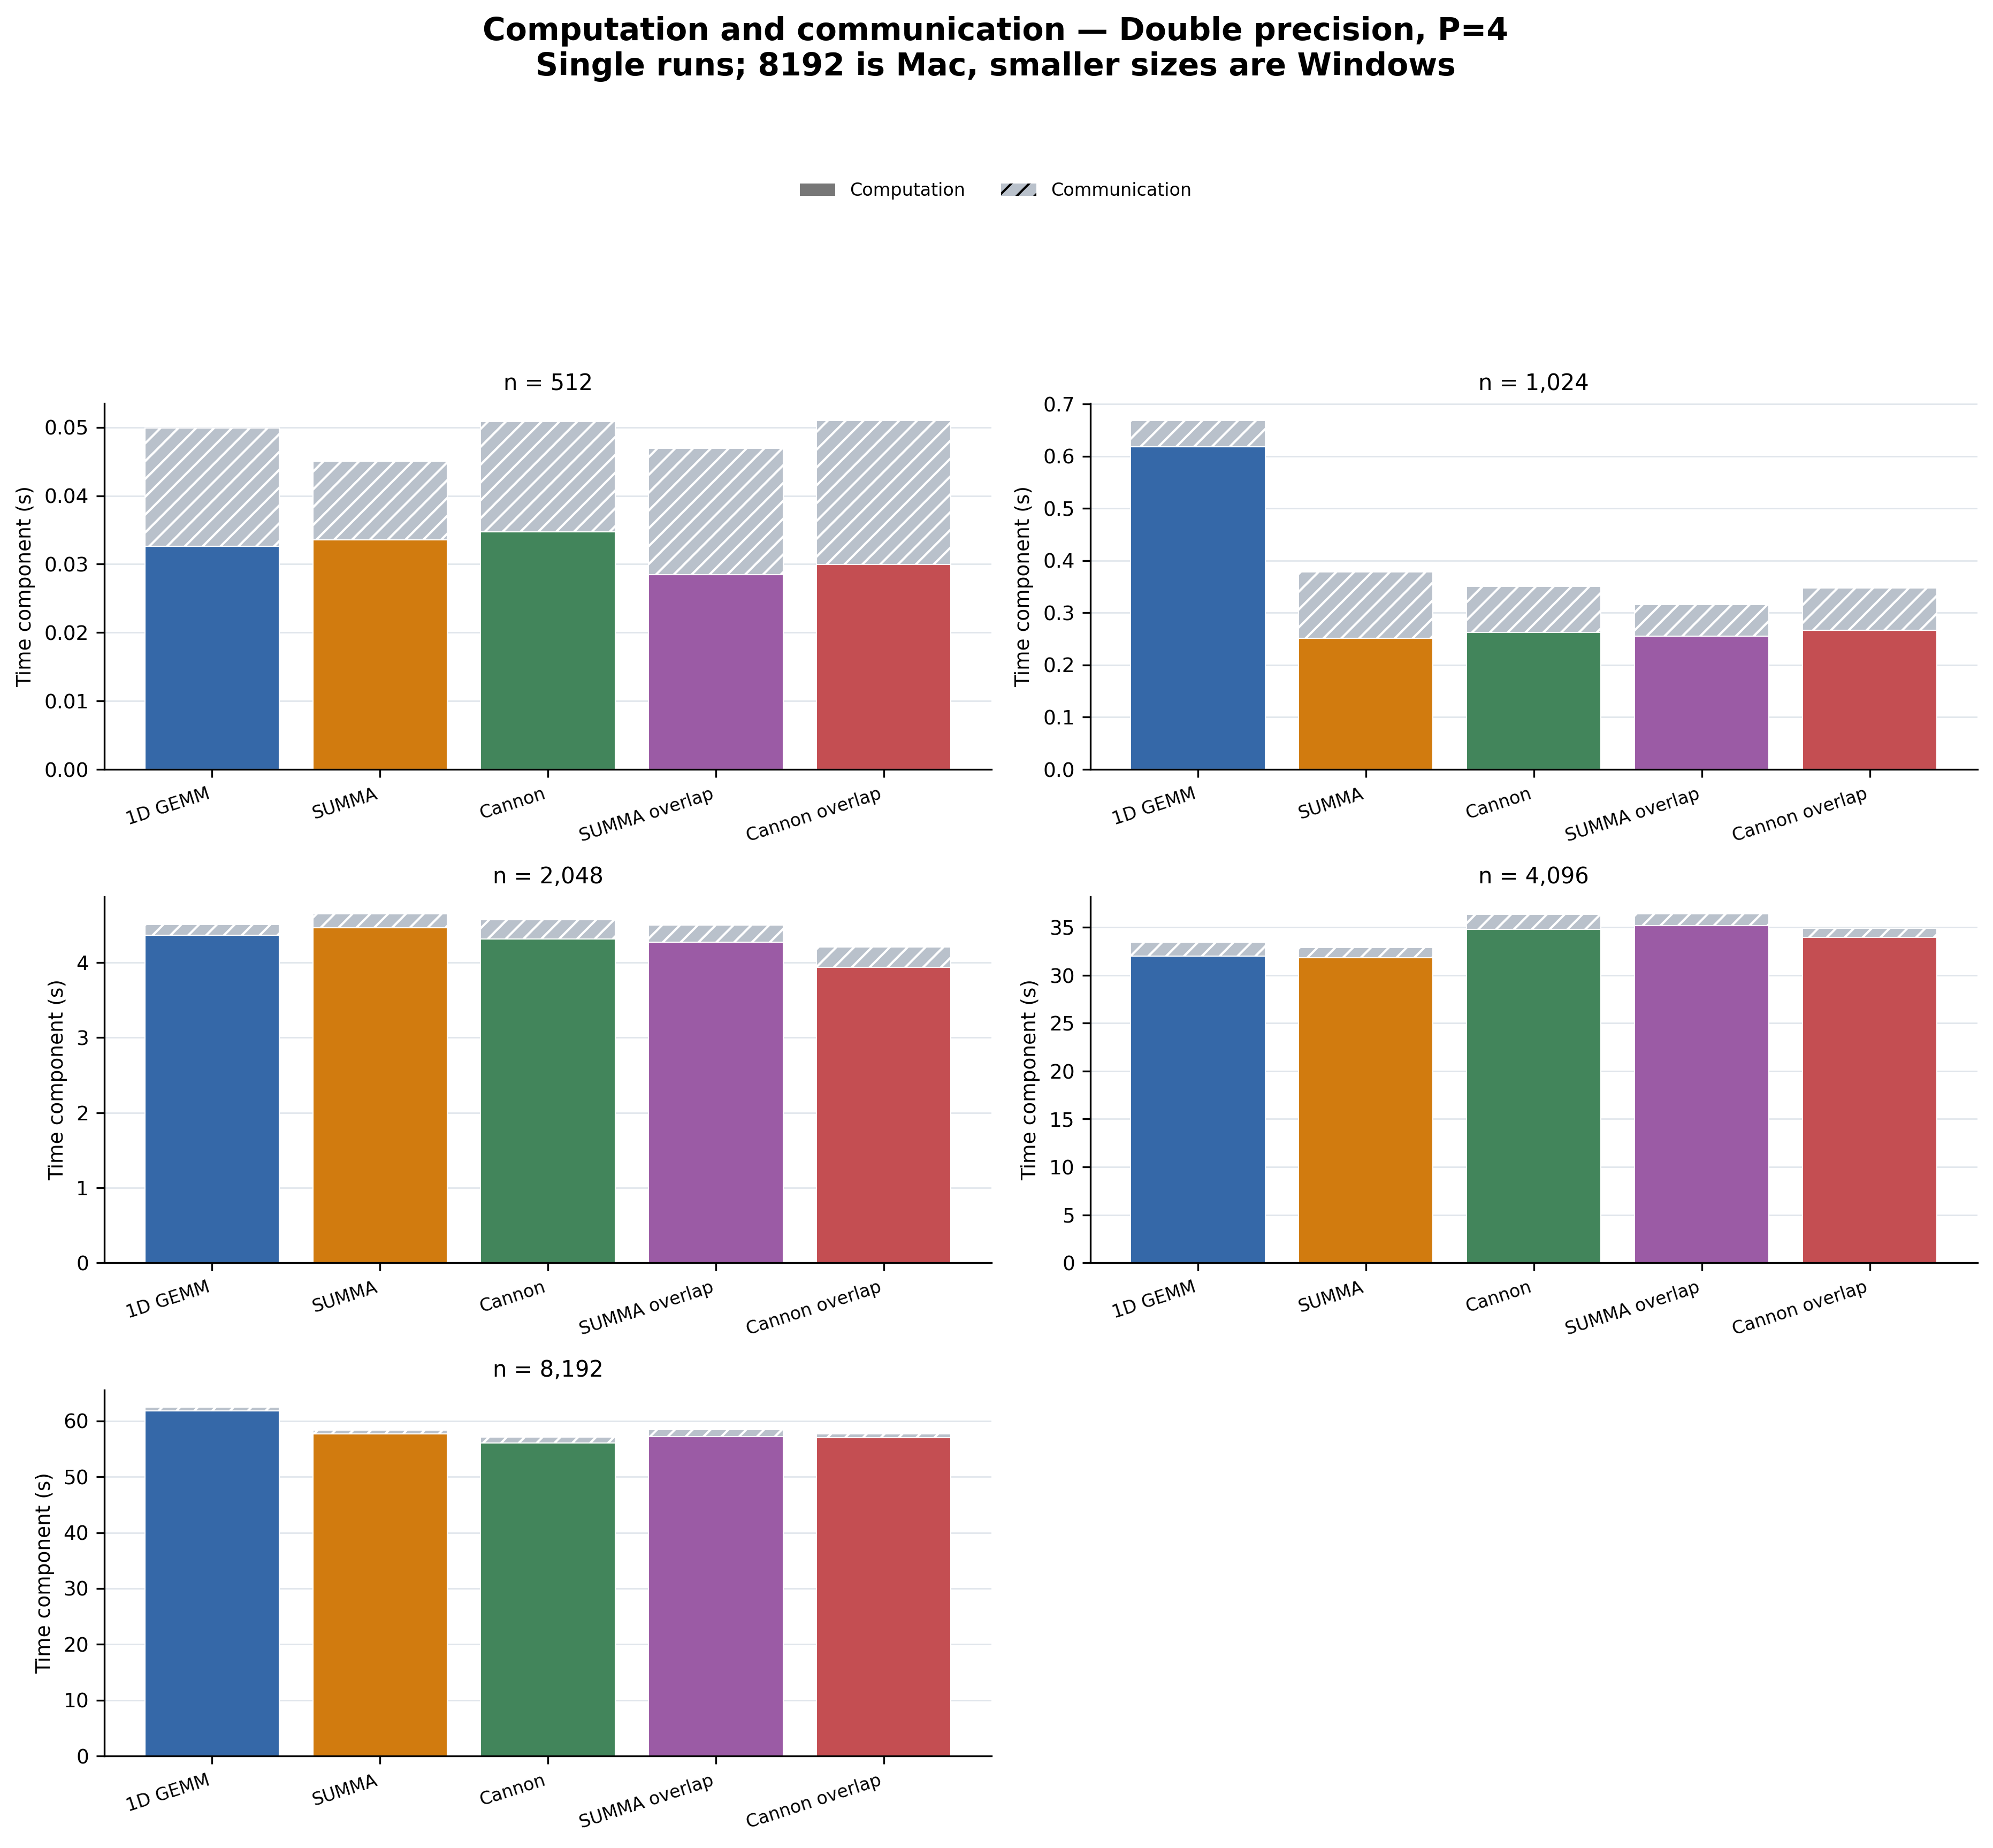 Computation and communication — Double precision, P=4
Single runs; 8192 is Mac, smaller sizes are Windows
Computation
Communication
n = 512
Time component (s)
0.05
0.04
0.03
0.02
0.01
0.00
1D GEMM
SUMMA
Cannon
SUMMA overlap
Cannon overlap
n = 1,024
Time component (s)
0.7
0.6
0.5
0.4
0.3
0.2
0.1
0.0
1D GEMM
SUMMA
Cannon
SUMMA overlap
Cannon overlap
n = 2,048
Time component (s)
4
3
2
1
0
1D GEMM
SUMMA
Cannon
SUMMA overlap
Cannon overlap
n = 4,096
Time component (s)
35
30
25
20
15
10
5
0
1D GEMM
SUMMA
Cannon
SUMMA overlap
Cannon overlap
n = 8,192
Time component (s)
60
50
40
30
20
10
0
1D GEMM
SUMMA
Cannon
SUMMA overlap
Cannon overlap